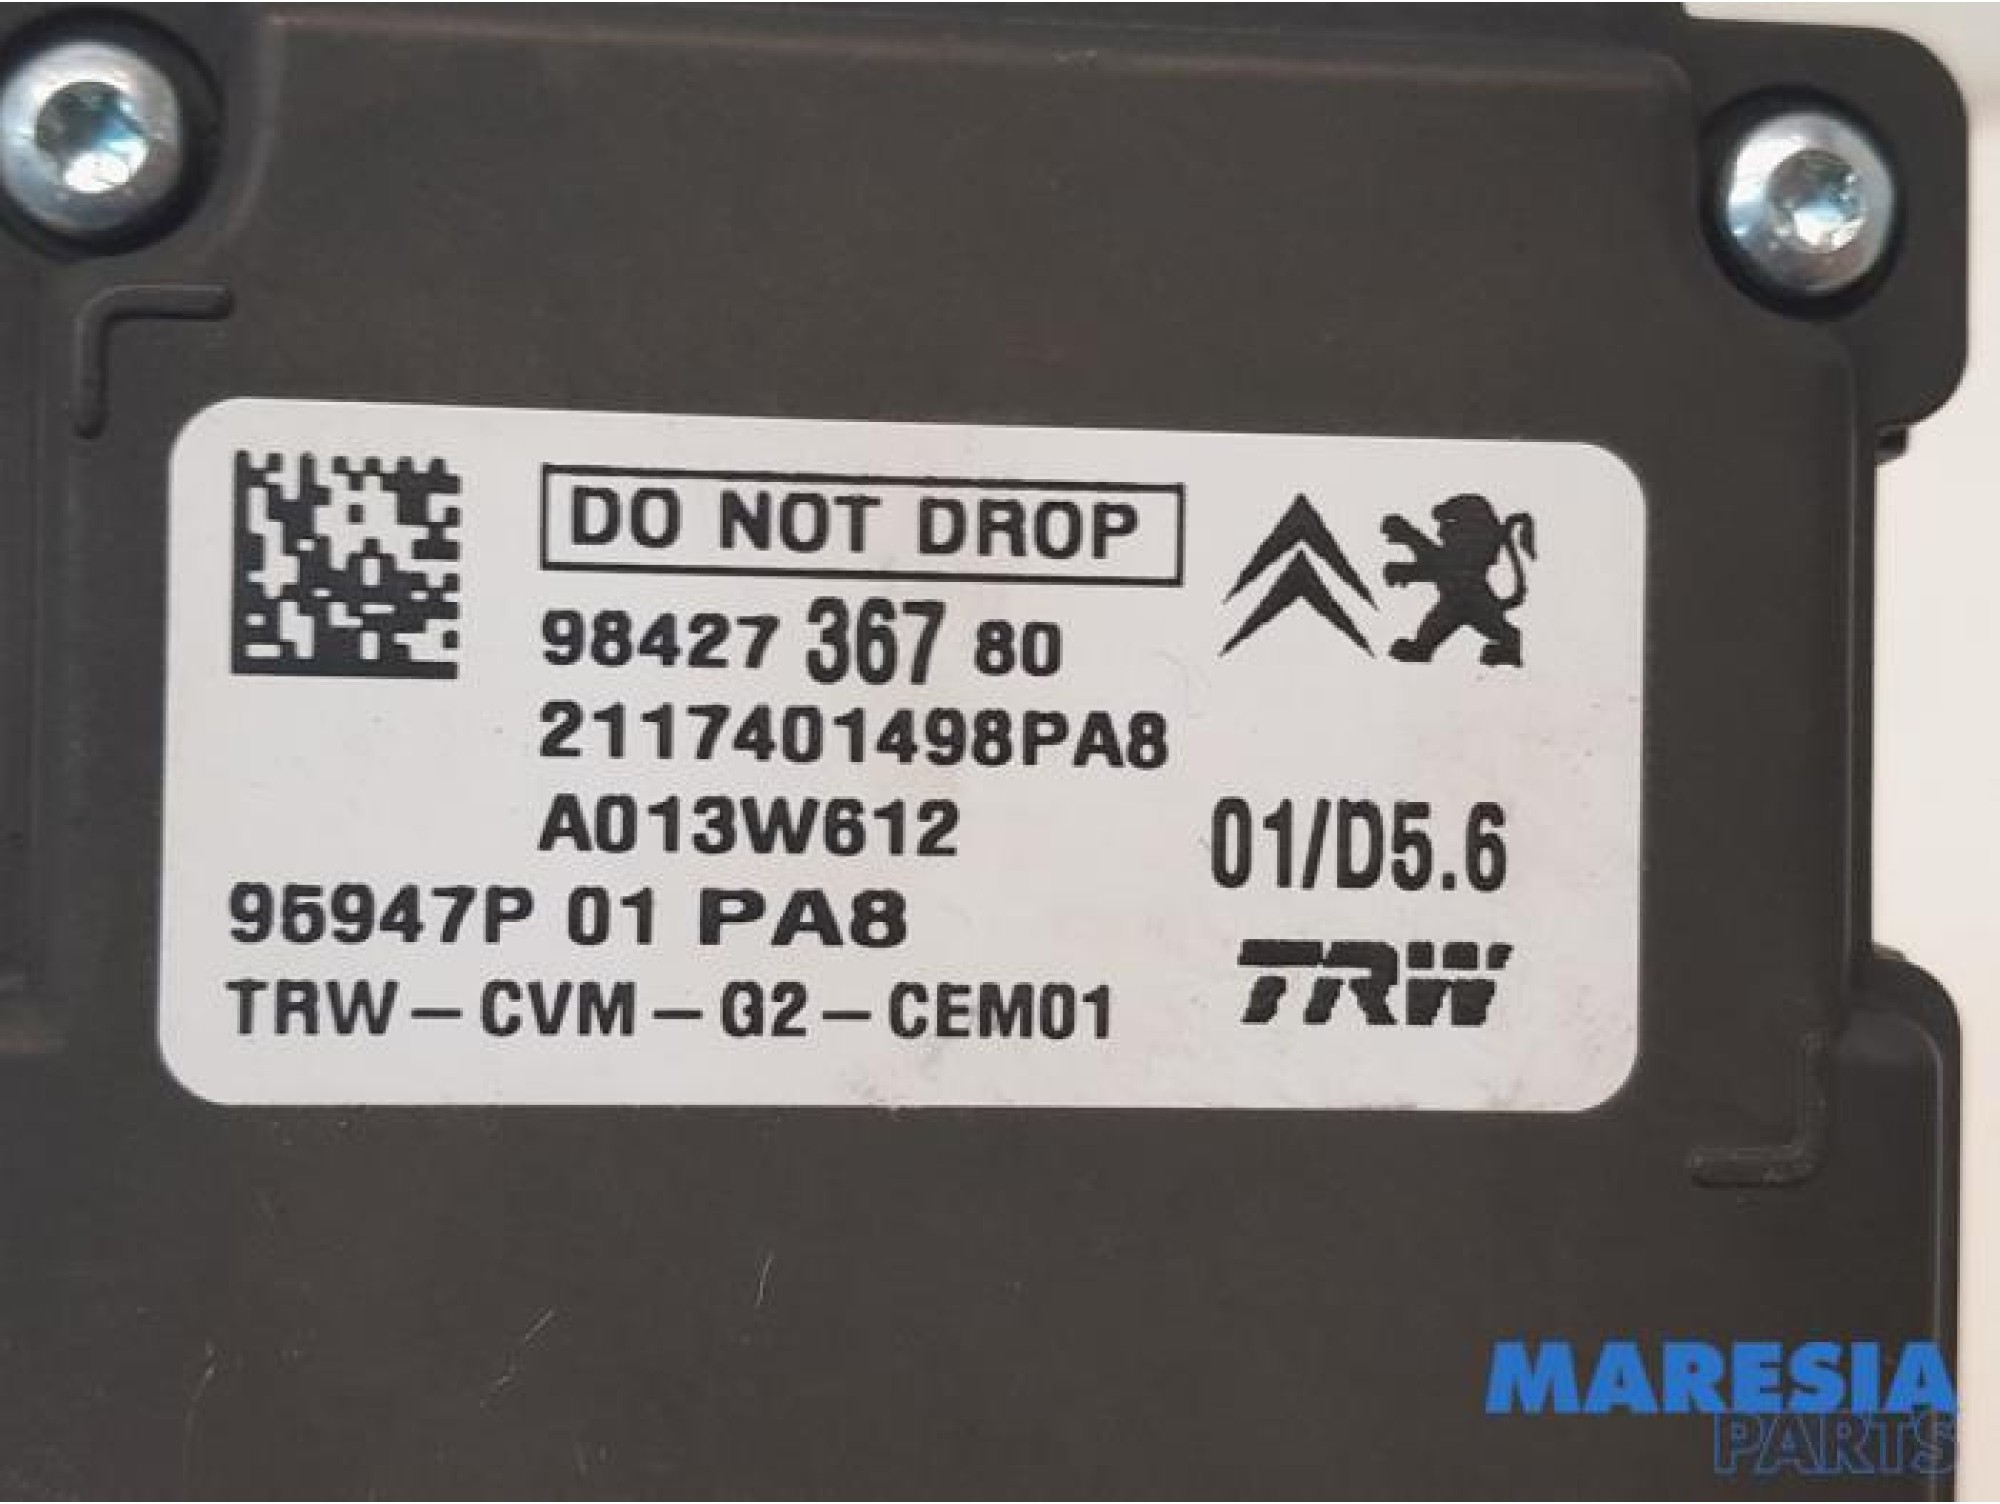 DO NOT DROP
98427 367 80
2117401498PA8
A013W612
01/D5.6
95947P 01 PA8
TRW-CVM-G2-CEM01
TRW
MARESIA
PARTS